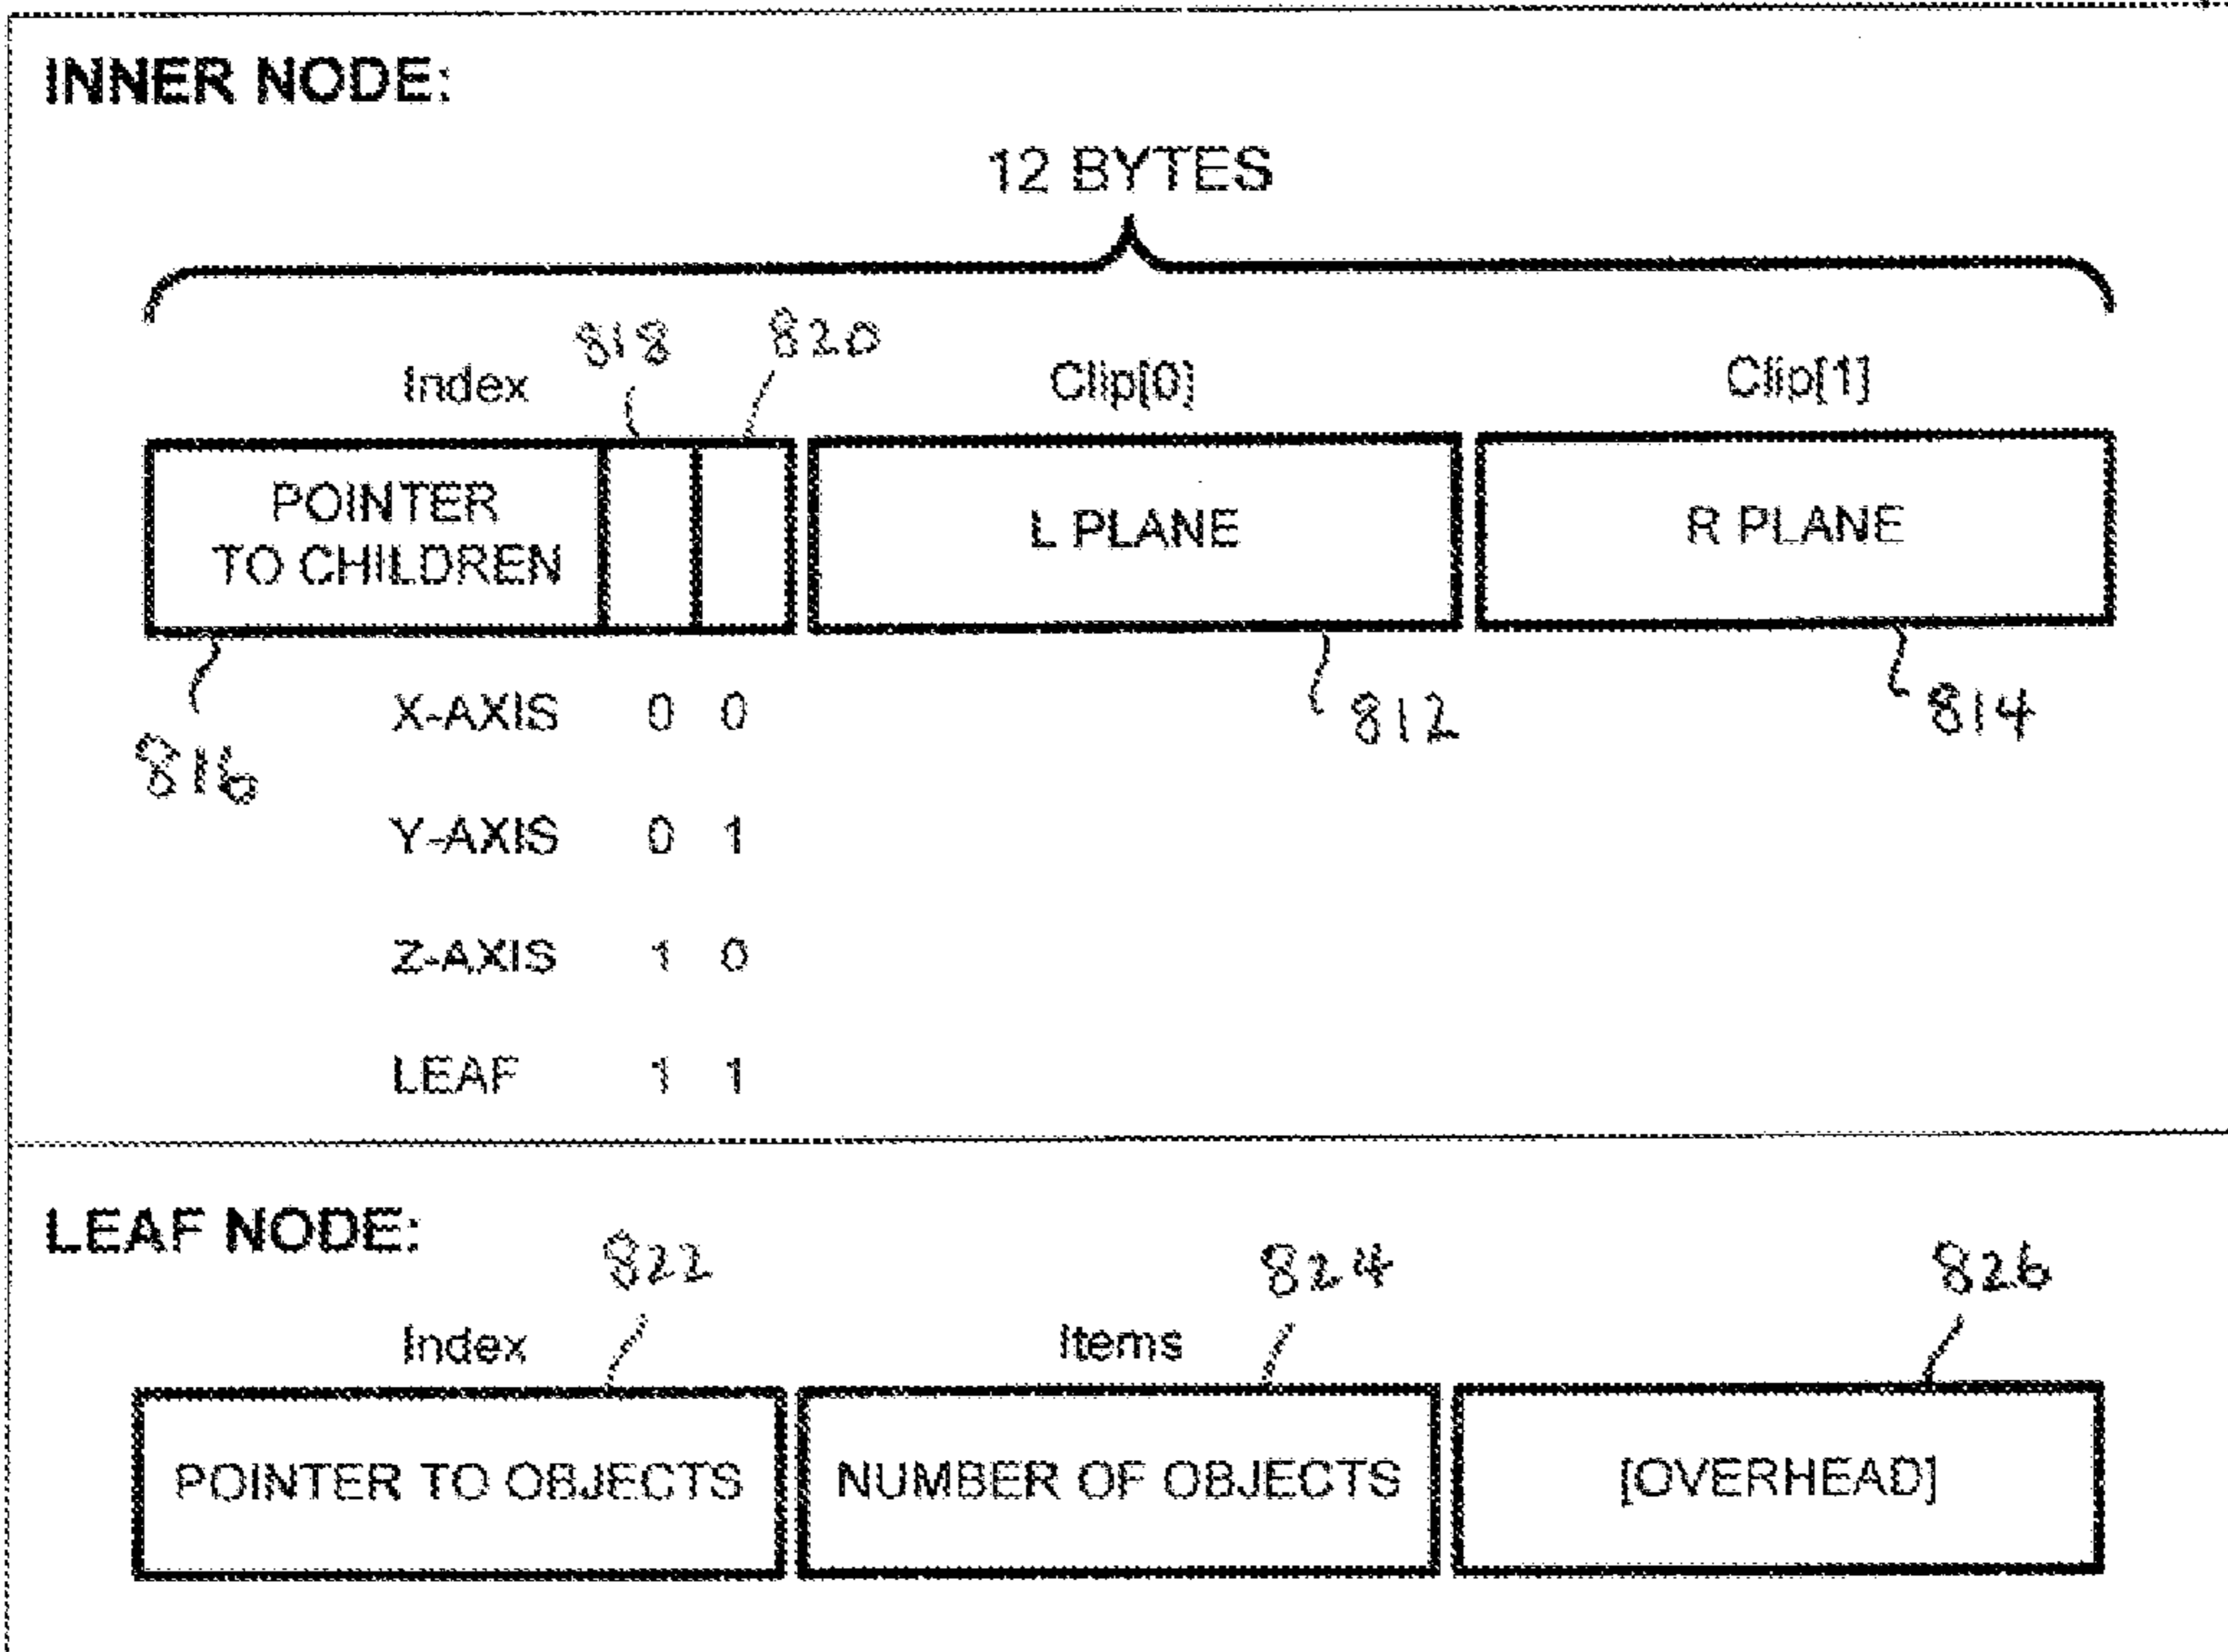 INNER NODE:
12 BYTES
Index 818 820 Clip[0] Clip[1]
POINTER
TO CHILDREN
L PLANE
R PLANE
816
812
814
X-AXIS 0 0
Y-AXIS 0 1
Z-AXIS 1 0
LEAF 1 1
LEAF NODE:
822 824 826
Index Items
POINTER TO OBJECTS NUMBER OF OBJECTS [OVERHEAD]